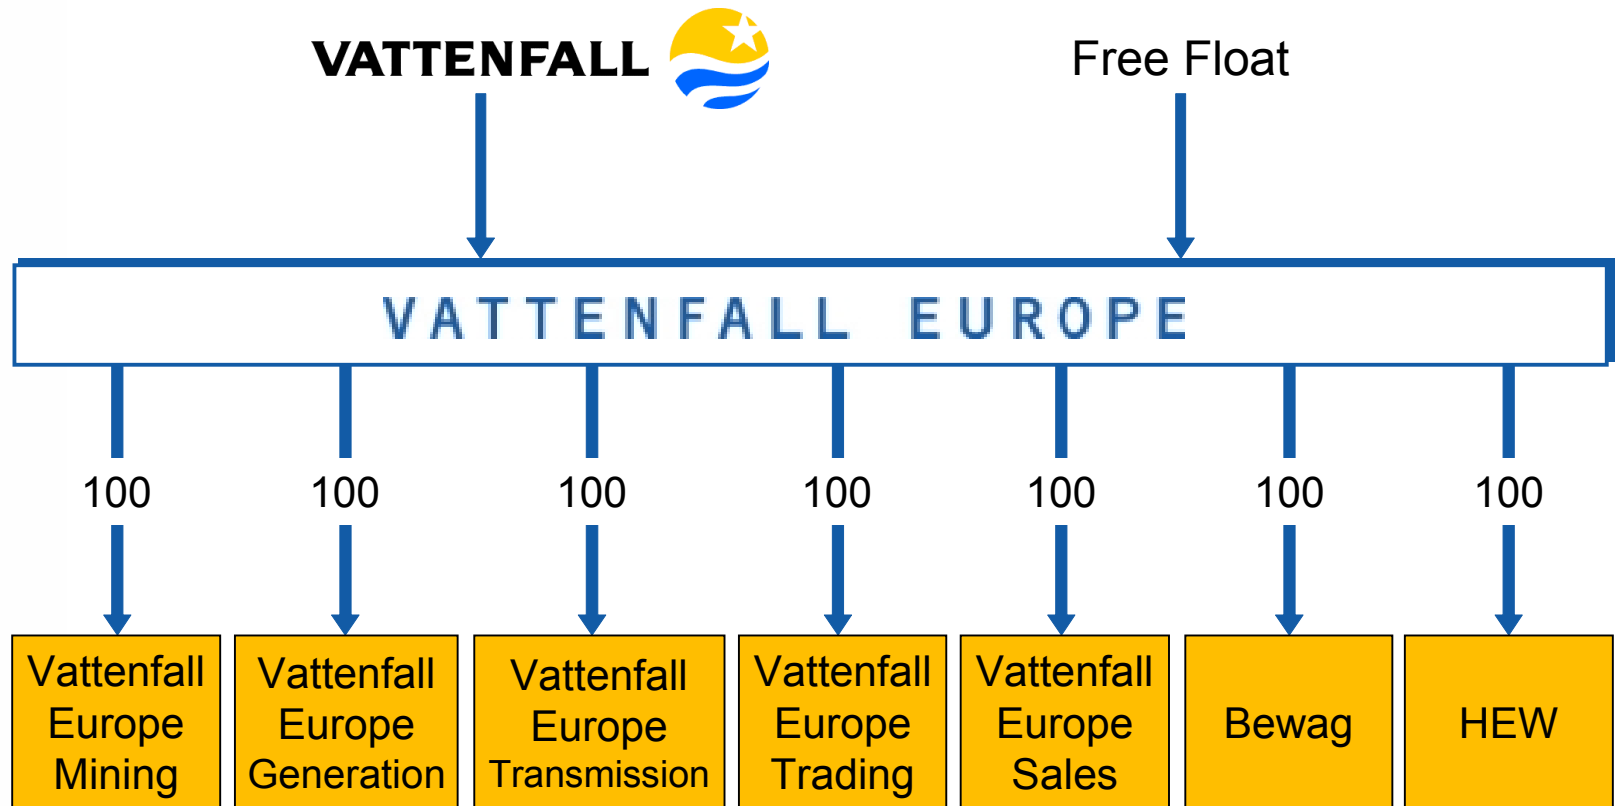 VATTENFALL
Free Float
VATTENFALL EUROPE
100
100
100
100
100
100
100
Vattenfall
Europe
Mining
Vattenfall
Europe
Generation
Vattenfall
Europe
Transmission
Vattenfall
Europe
Trading
Vattenfall
Europe
Sales
Bewag
HEW